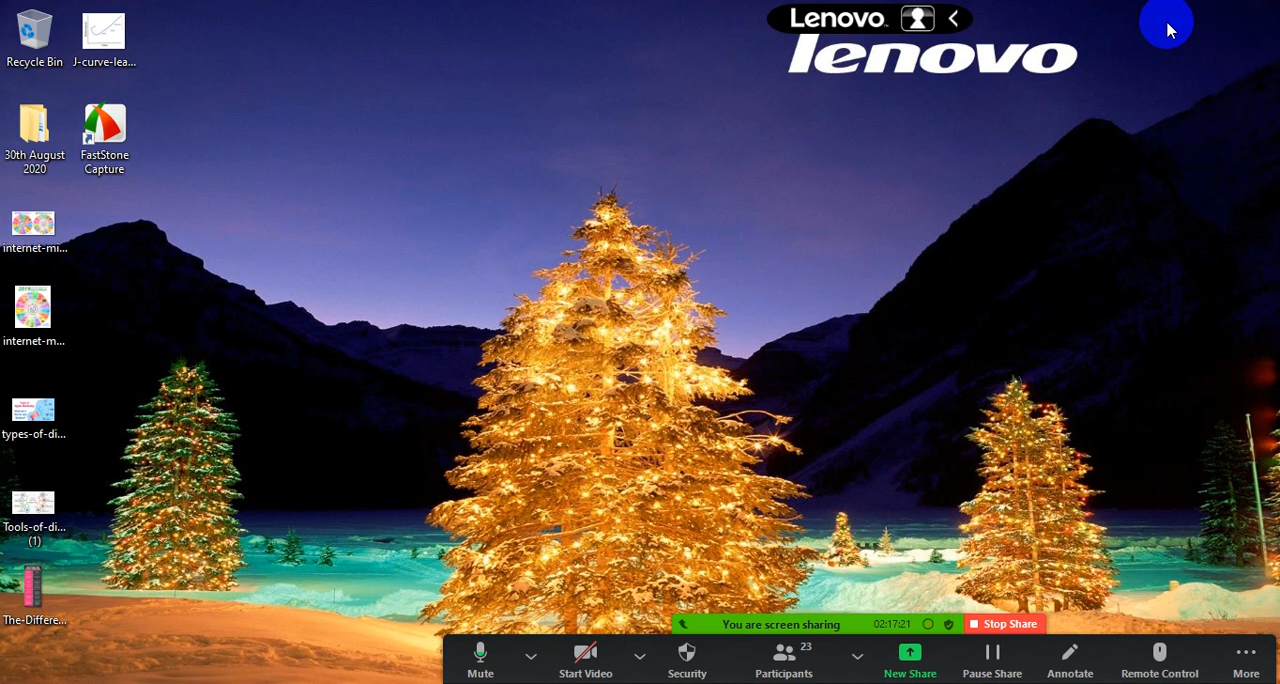 Lenovo
lenovo
Recycle Bin
J-curve-lea...
30th August
2020
FastStone
Capture
internet-mi...
internet-m...
types-of-di...
Tools-of-di...
(1)
The-Differe...
You are screen sharing
02:17:21
Stop Share
Mute
Start Video
Security
23
Participants
New Share
Pause Share
Annotate
Remote Control
More